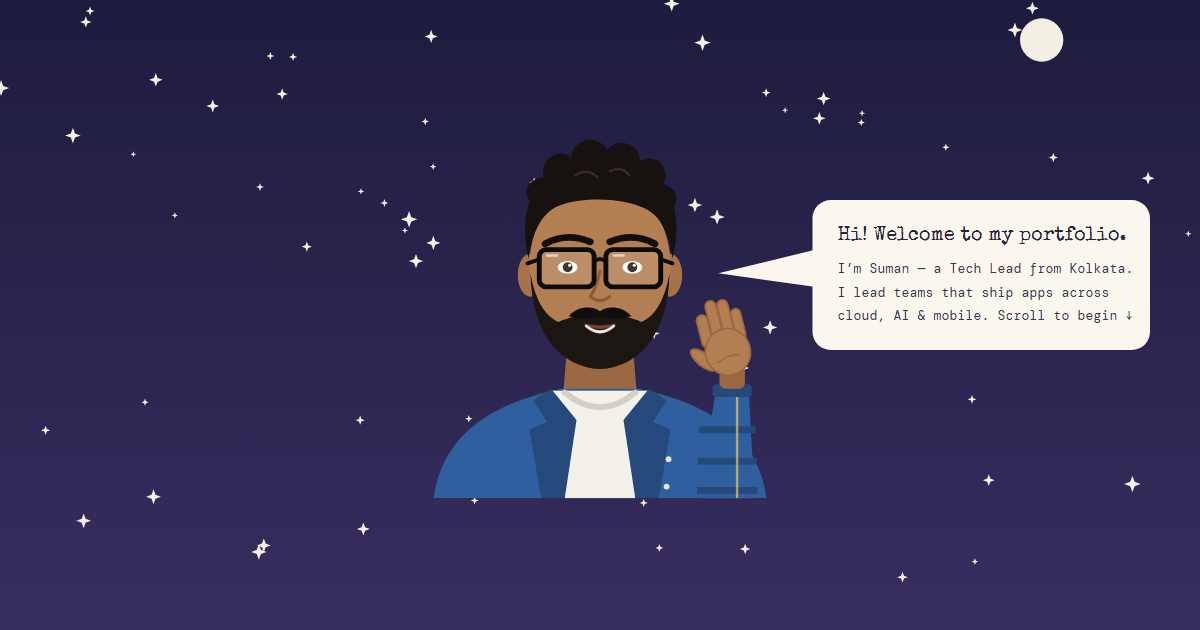 Hi! Welcome to my portfolio.
I’m Suman — a Tech Lead from Kolkata.
I lead teams that ship apps across
cloud, AI & mobile. Scroll to begin ↓